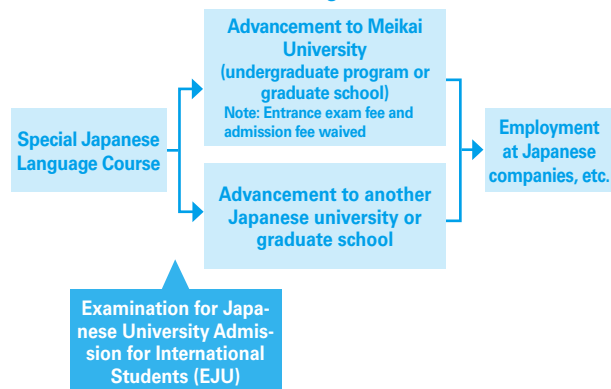 Special Japanese
Language Course
Advancement to Meikai
University
(undergraduate program or
graduate school)
Note: Entrance exam fee and
admission fee waived
Advancement to another
Japanese university or
graduate school
Employment
at Japanese
companies, etc.
Examination for Japa-
nese University Admis-
sion for International
Students (EJU)